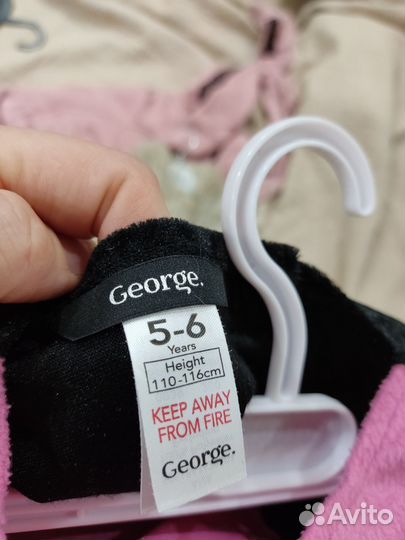 George.
5-6
Years
Height
110-116cm
KEEP AWAY
FROM FIRE
George.
Avito